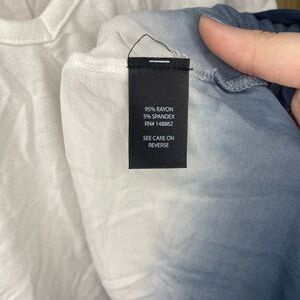 95% RAYON
5% SPANDEX
RN# 148862
SEE CARE ON
REVERSE